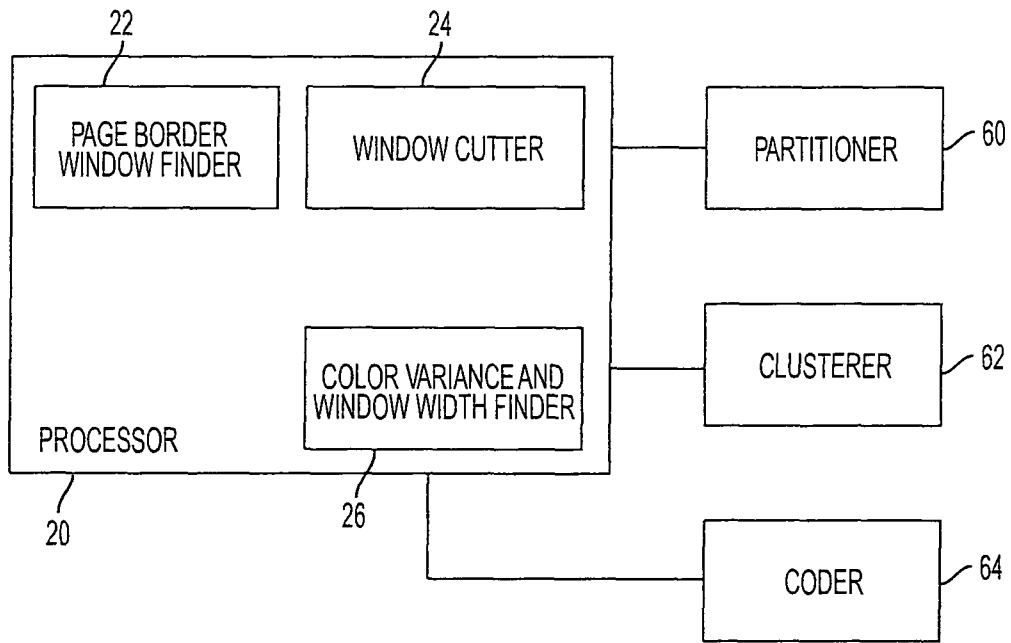 22
24
PAGE BORDER
WINDOW FINDER
WINDOW CUTTER
PARTITIONER
60
COLOR VARIANCE AND
WINDOW WIDTH FINDER
CLUSTERER
62
PROCESSOR
20
26
CODER
64